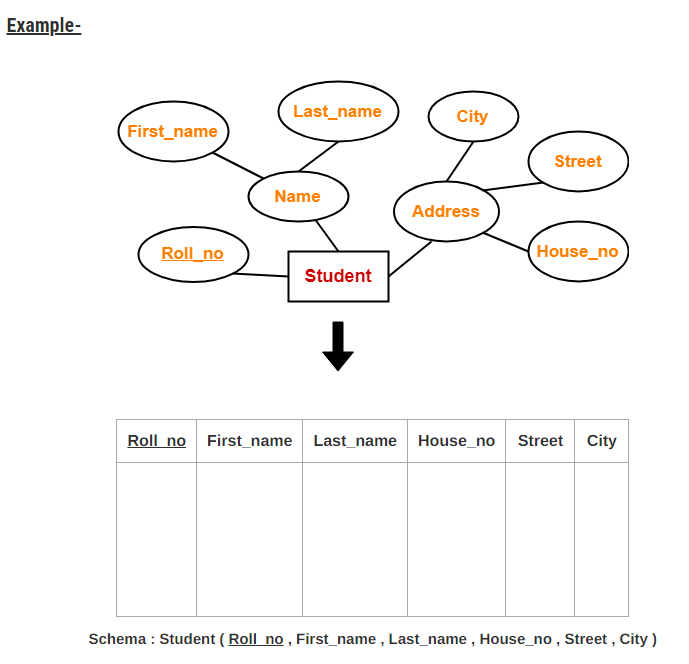 Example-
Last_name
City
First_name
Street
Name
Address
Roll_no
House_no
Student
Roll_no First_name Last_name House_no Street City
Schema : Student ( Roll_no , First_name , Last_name , House_no , Street , City )